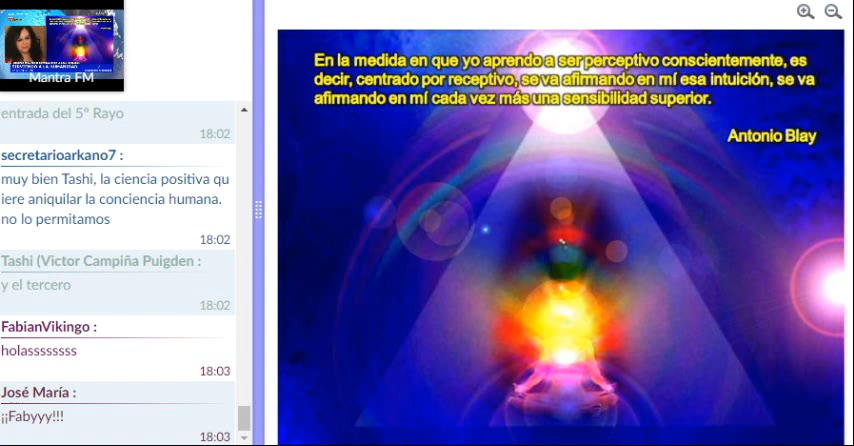 Mantra FM
entrada del 5° Rayo
18:02
secretarioarkano7 :
muy bien Tashi, la ciencia positiva qu
iere aniquilar la conciencia humana.
no lo permitamos
18:02
Tashi (Victor Campiña Puigden :
y el tercero
18:02
FabianVikingo :
holassssssss
18:03
José María :
¡¡Fabyyy!!!
18:03
En la medida en que yo aprendo a ser perceptivo conscientemente, es
decir, centrado por receptivo, se va afirmando en mí esa intuición, se va
afirmando en mí cada vez más una sensibilidad superior.
Antonio Blay